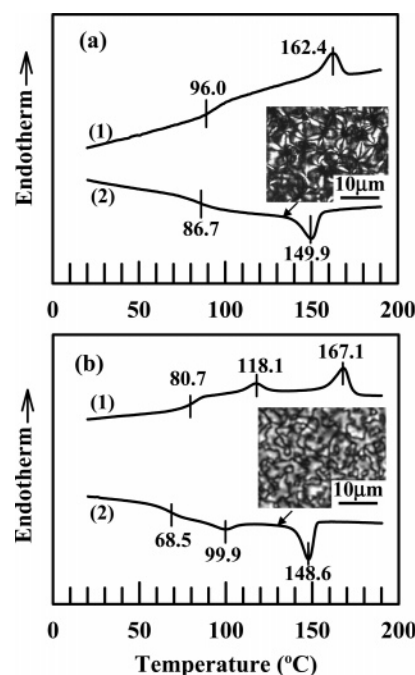 (a)
162.4
96.0
(1)
(2)
10μm
86.7
149.9
Endotherm
0 50 100 150 200
(b)
167.1
118.1
80.7
(1)
(2)
10μm
68.5
99.9
148.6
Endotherm
0 50 100 150 200
Temperature (ºC)